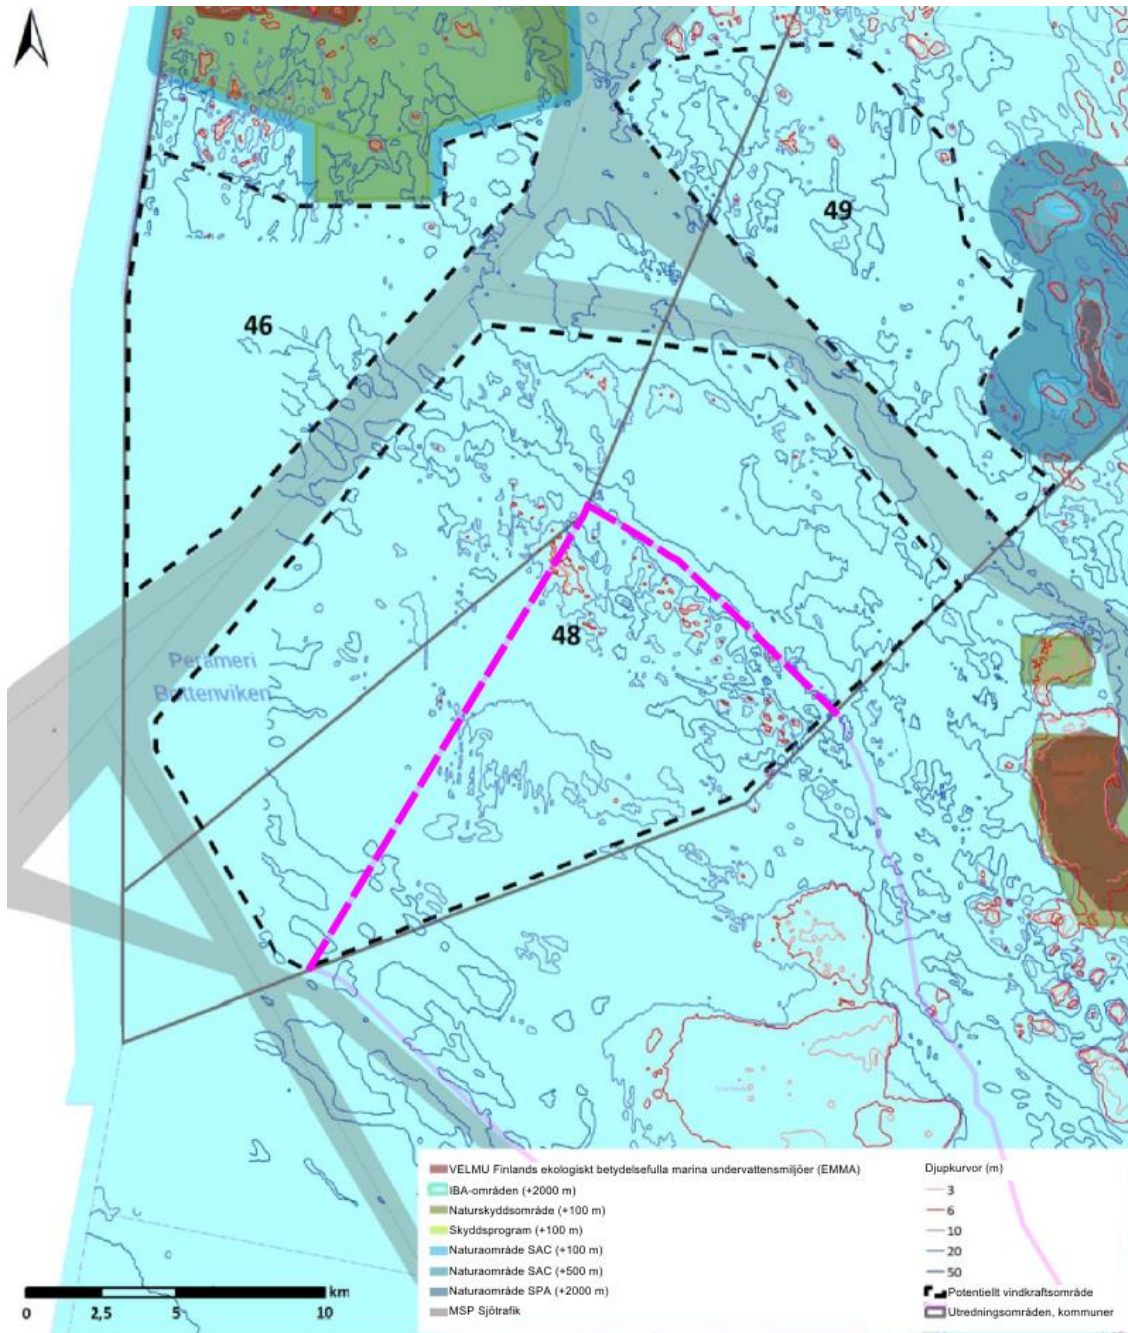 49
46
48
Perämeri
Bottenviken
VELMU Finlands ekologiskt betydelsefulla marina undervattensmiljöer (EMMA)
IBA-områden (+2000 m)
Naturskyddsområde (+100 m)
Skyddsprogram (+100 m)
Naturaområde SAC (+100 m)
Naturaområde SAC (+500 m)
Naturaområde SPA (+2000 m)
MSP Sjötrafik
Djupkurvor (m)
3
6
10
20
50
Potentiellt vindkraftsområde
Utredningsområden, kommuner
km
0 2,5 5 10